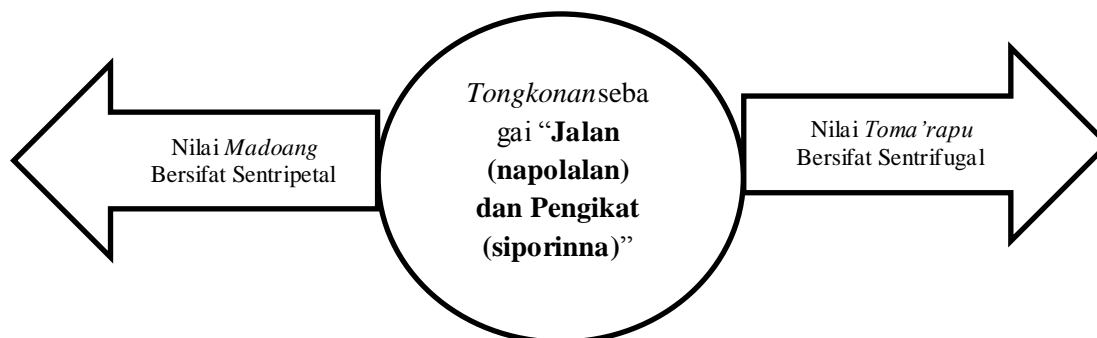 Nilai Madoang
Bersifat Sentripetal
Tongkonanseba
gai “Jalan
(napolalan)
dan Pengikat
(siporinna)”
Nilai Toma’rapu
Bersifat Sentrifugal